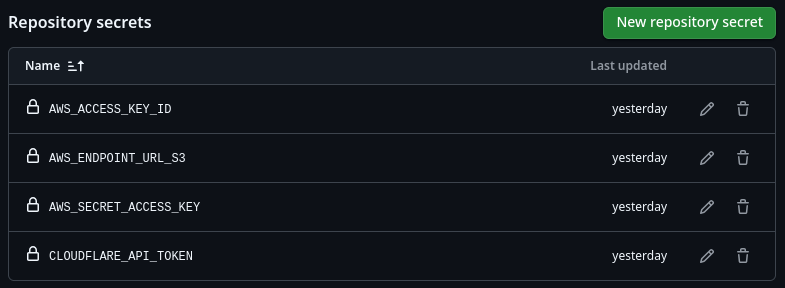 Repository secrets
New repository secret
Name Last updated
AWS_ACCESS_KEY_ID yesterday
AWS_ENDPOINT_URL_S3 yesterday
AWS_SECRET_ACCESS_KEY yesterday
CLOUDFLARE_API_TOKEN yesterday